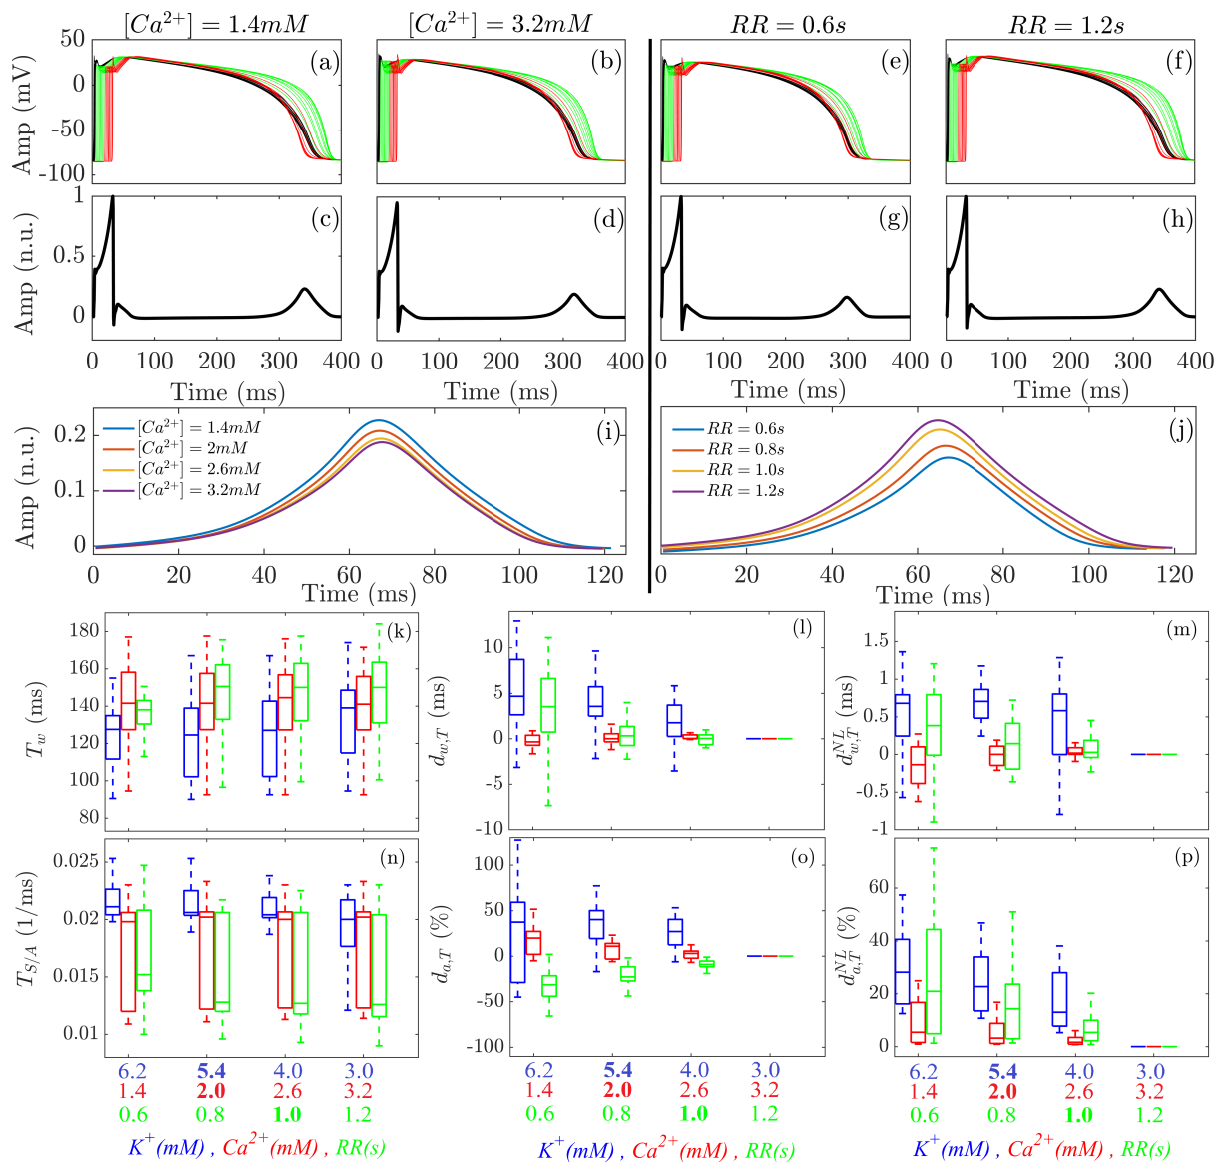 [Ca²⁺] = 1.4mM [Ca²⁺] = 3.2mM RR = 0.6s RR = 1.2s
50 (a) (b) (e) (f)
0
-50
-100
Amp (mV)
1 (c) (d) (g) (h)
0.5
0
Amp (n.u.)
0 100 200 300 400 0 100 200 300 400 0 100 200 300 400 0 100 200 300 400
Time (ms) Time (ms) Time (ms) Time (ms)
(i) (j)
[Ca²⁺] = 1.4mM RR = 0.6s
[Ca²⁺] = 2mM RR = 0.8s
[Ca²⁺] = 2.6mM RR = 1.0s
[Ca²⁺] = 3.2mM RR = 1.2s
0.2
0.1
0
Amp (n.u.)
0 20 40 60 80 100 120 0 20 40 60 80 100 120
Time (ms) Time (ms)
180 (k)
160
140
120
100
80
T_w (ms)
10 (l)
5
0
-5
-10
d_{w,T} (ms)
1.5 (m)
1
0.5
0
-0.5
-1
d^{NL}_{w,T} (ms)
0.025 (n)
0.02
0.015
0.01
T_{S/A} (1/ms)
100 (o)
50
0
-50
-100
d_{a,T} (%)
60 (p)
40
20
0
d^{NL}_{a,T} (%)
6.2 5.4 4.0 3.0 6.2 5.4 4.0 3.0 6.2 5.4 4.0 3.0
1.4 2.0 2.6 3.2 1.4 2.0 2.6 3.2 1.4 2.0 2.6 3.2
0.6 0.8 1.0 1.2 0.6 0.8 1.0 1.2 0.6 0.8 1.0 1.2
K⁺(mM) , Ca²⁺(mM) , RR(s) K⁺(mM) , Ca²⁺(mM) , RR(s) K⁺(mM) , Ca²⁺(mM) , RR(s)